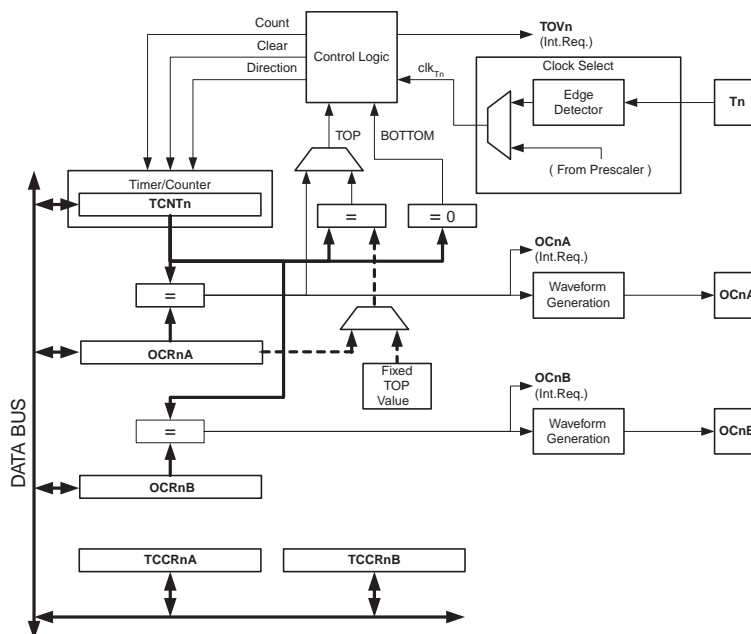 Count
TOVn
(Int.Req.)
Clear
Control Logic
Direction
clkTn
Clock Select
Edge
Detector
Tn
TOP
BOTTOM
( From Prescaler )
Timer/Counter
TCNTn
=
= 0
OCnA
(Int.Req.)
=
Waveform
Generation
OCnA
OCRnA
Fixed
TOP
Value
OCnB
(Int.Req.)
=
Waveform
Generation
OCnB
DATA BUS
OCRnB
TCCRnA
TCCRnB